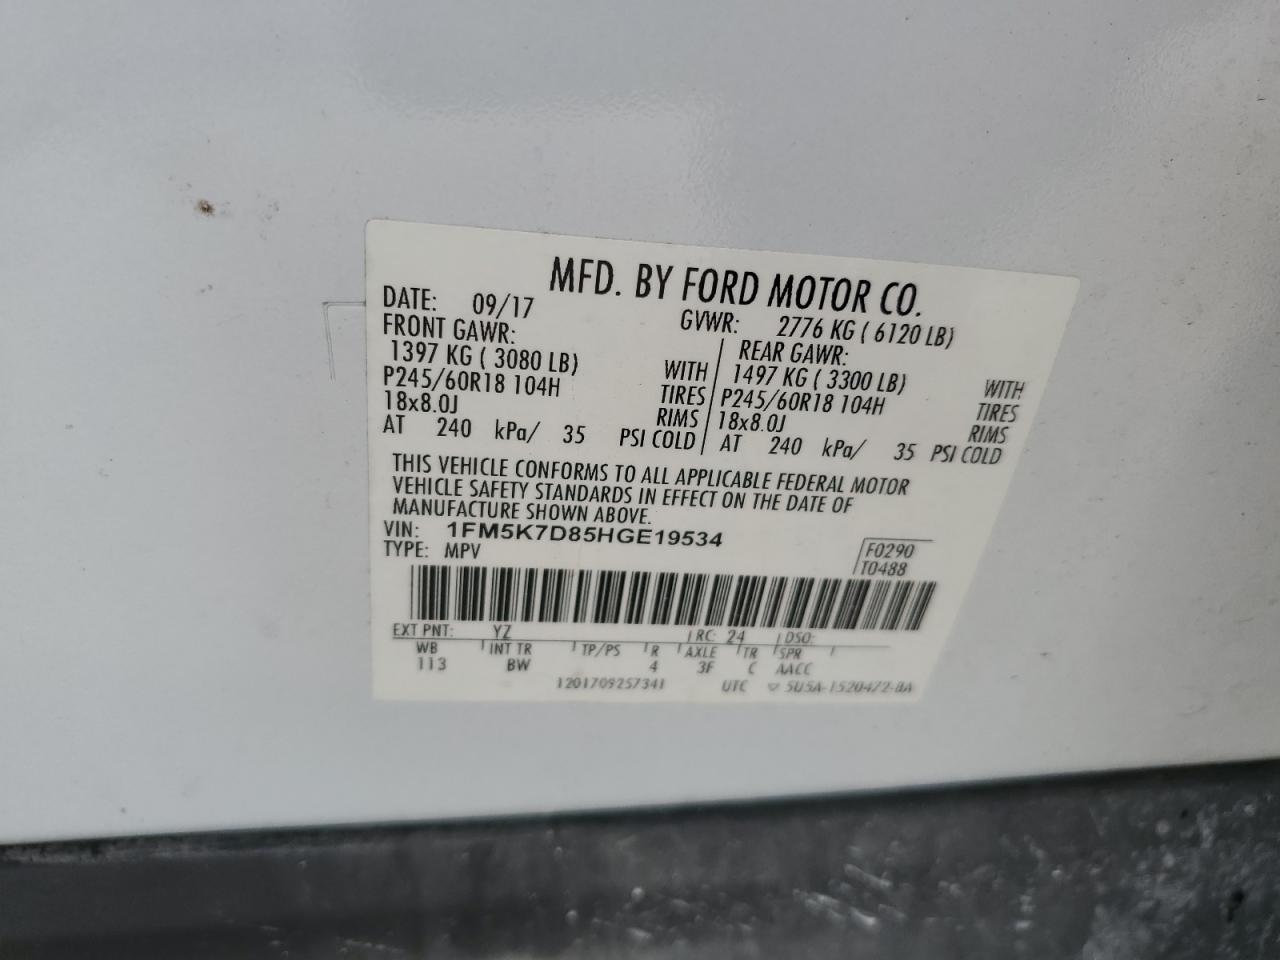 MFD. BY FORD MOTOR CO.
DATE: 09/17 GVWR: 2776 KG ( 6120 LB)
FRONT GAWR: REAR GAWR:
1397 KG ( 3080 LB) WITH 1497 KG ( 3300 LB) WITH
P245/60R18 104H TIRES P245/60R18 104H TIRES
18x8.0J RIMS 18x8.0J RIMS
AT 240 kPa/ 35 PSI COLD AT 240 kPa/ 35 PSI COLD
THIS VEHICLE CONFORMS TO ALL APPLICABLE FEDERAL MOTOR
VEHICLE SAFETY STANDARDS IN EFFECT ON THE DATE OF
MANUFACTURE SHOWN ABOVE.
VIN: 1FM5K7D85HGE19534
TYPE: MPV F0290
T0488
EXT PNT: YZ RC: 24 DSO:
WB INT TR TP/PS R AXLE TR SPR
113 BW 4 3F C AACC
1201709257341 UTC 5U5A-1520472-BA